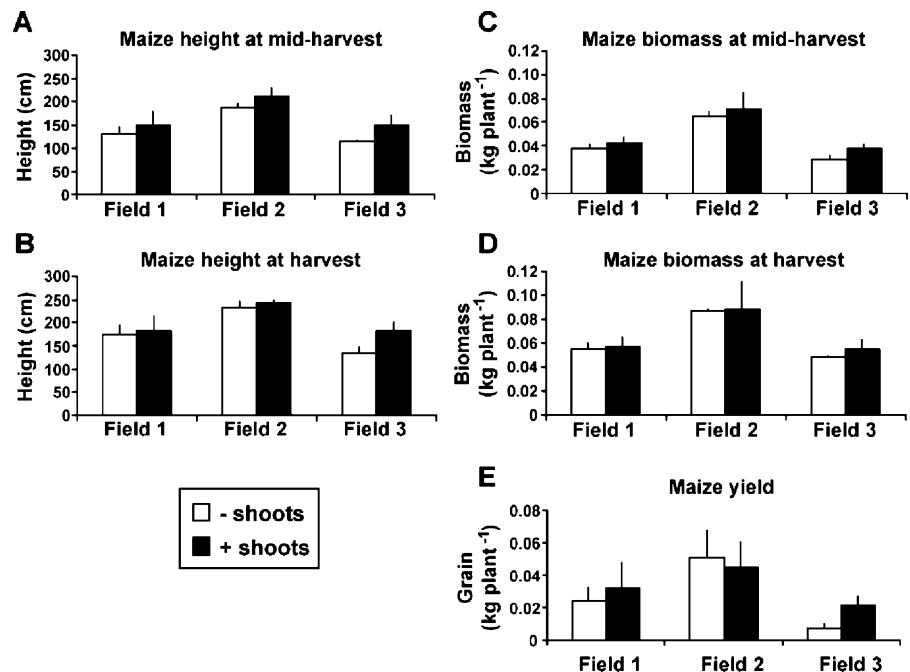 A
Maize height at mid-harvest
Height (cm)
300
250
200
150
100
50
0
Field 1 Field 2 Field 3
B
Maize height at harvest
Height (cm)
300
250
200
150
100
50
0
Field 1 Field 2 Field 3
- shoots
+ shoots
C
Maize biomass at mid-harvest
Biomass
(kg plant -1)
0.12
0.10
0.08
0.06
0.04
0.02
0
Field 1 Field 2 Field 3
D
Maize biomass at harvest
Biomass
(kg plant -1)
0.12
0.10
0.08
0.06
0.04
0.02
0
Field 1 Field 2 Field 3
E
Maize yield
Grain
(kg plant -1)
0.08
0.06
0.04
0.02
0
Field 1 Field 2 Field 3